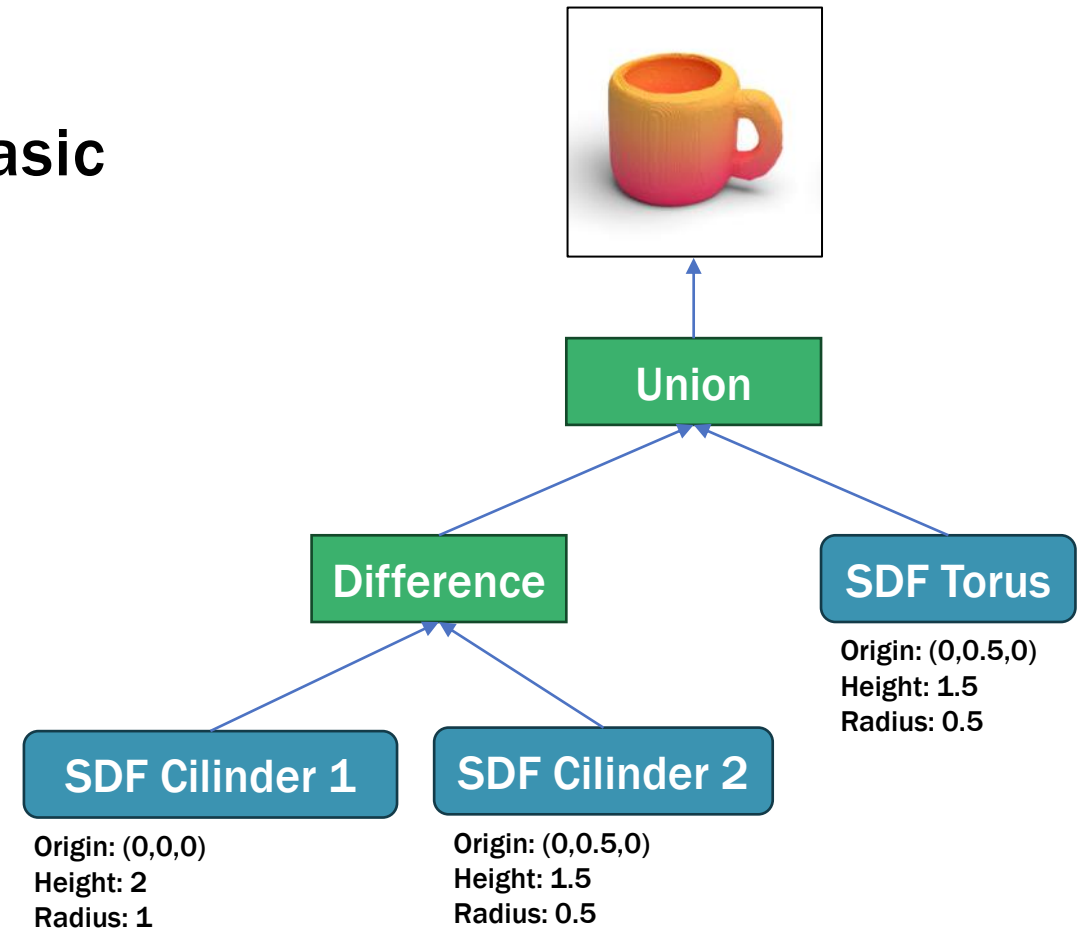 asic
Union
Difference
SDF Torus
Origin: (0,0.5,0)
Height: 1.5
Radius: 0.5
SDF Cilinder 1
Origin: (0,0,0)
Height: 2
Radius: 1
SDF Cilinder 2
Origin: (0,0.5,0)
Height: 1.5
Radius: 0.5